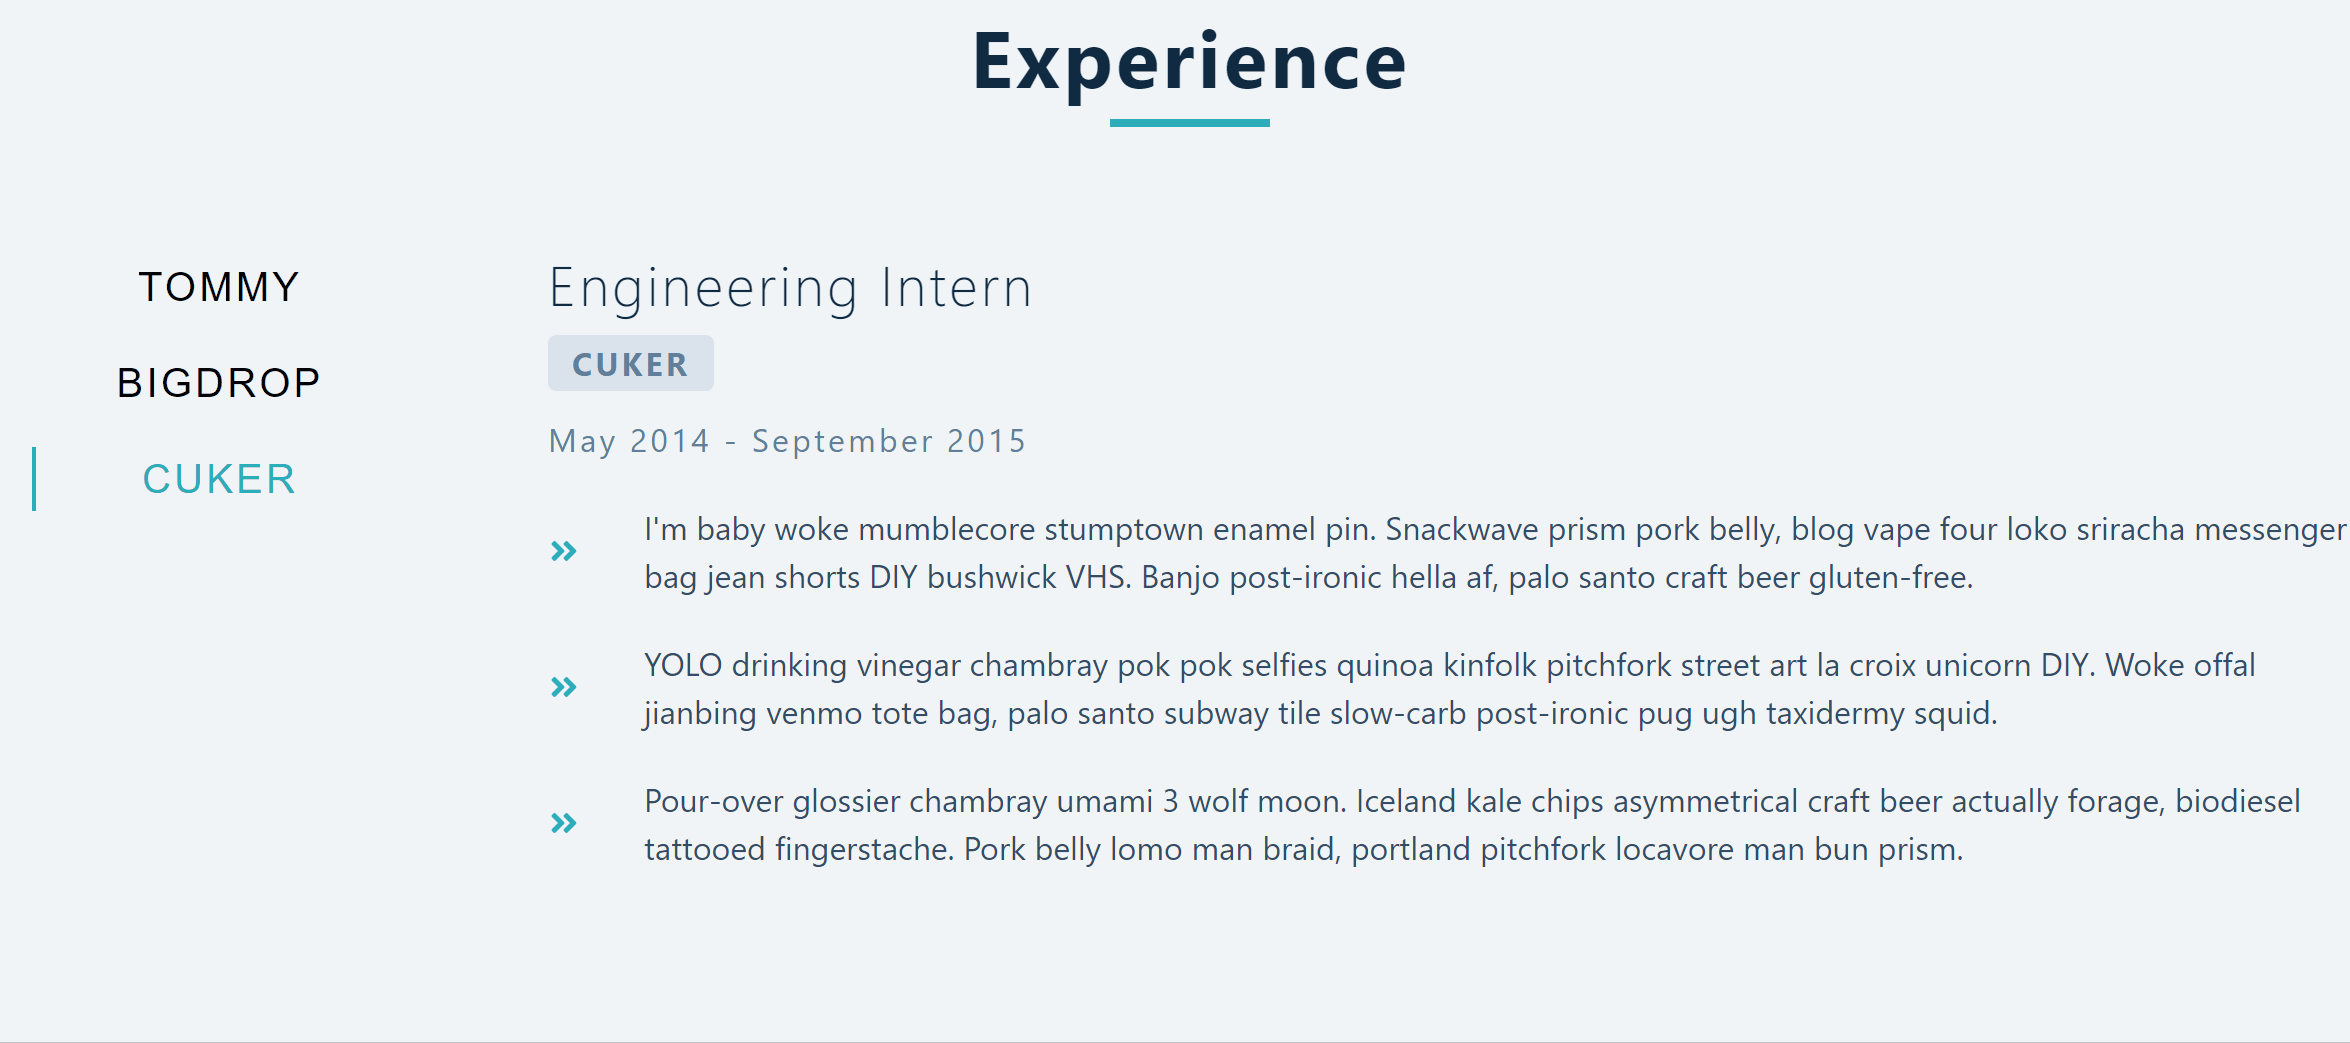 Experience
TOMMY
BIGDROP
CUKER
Engineering Intern
CUKER
May 2014 - September 2015
I'm baby woke mumblecore stumptown enamel pin. Snackwave prism pork belly, blog vape four loko sriracha messenger
bag jean shorts DIY bushwick VHS. Banjo post-ironic hella af, palo santo craft beer gluten-free.
YOLO drinking vinegar chambray pok pok selfies quinoa kinfolk pitchfork street art la croix unicorn DIY. Woke offal
jianbing venmo tote bag, palo santo subway tile slow-carb post-ironic pug ugh taxidermy squid.
Pour-over glossier chambray umami 3 wolf moon. Iceland kale chips asymmetrical craft beer actually forage, biodiesel
tattooed fingerstache. Pork belly lomo man braid, portland pitchfork locavore man bun prism.